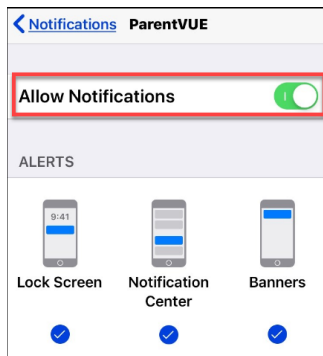 Notifications ParentVUE
Allow Notifications
ALERTS
9:41
Lock Screen Notification Center Banners